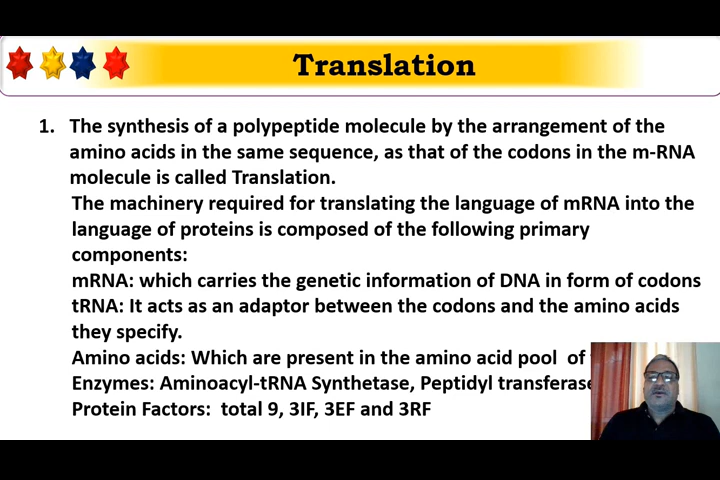 Translation
1. The synthesis of a polypeptide molecule by the arrangement of the
amino acids in the same sequence, as that of the codons in the m-RNA
molecule is called Translation.
The machinery required for translating the language of mRNA into the
language of proteins is composed of the following primary
components:
mRNA: which carries the genetic information of DNA in form of codons
tRNA: It acts as an adaptor between the codons and the amino acids
they specify.
Amino acids: Which are present in the amino acid pool of
Enzymes: Aminoacyl-tRNA Synthetase, Peptidyl transferase
Protein Factors: total 9, 3IF, 3EF and 3RF